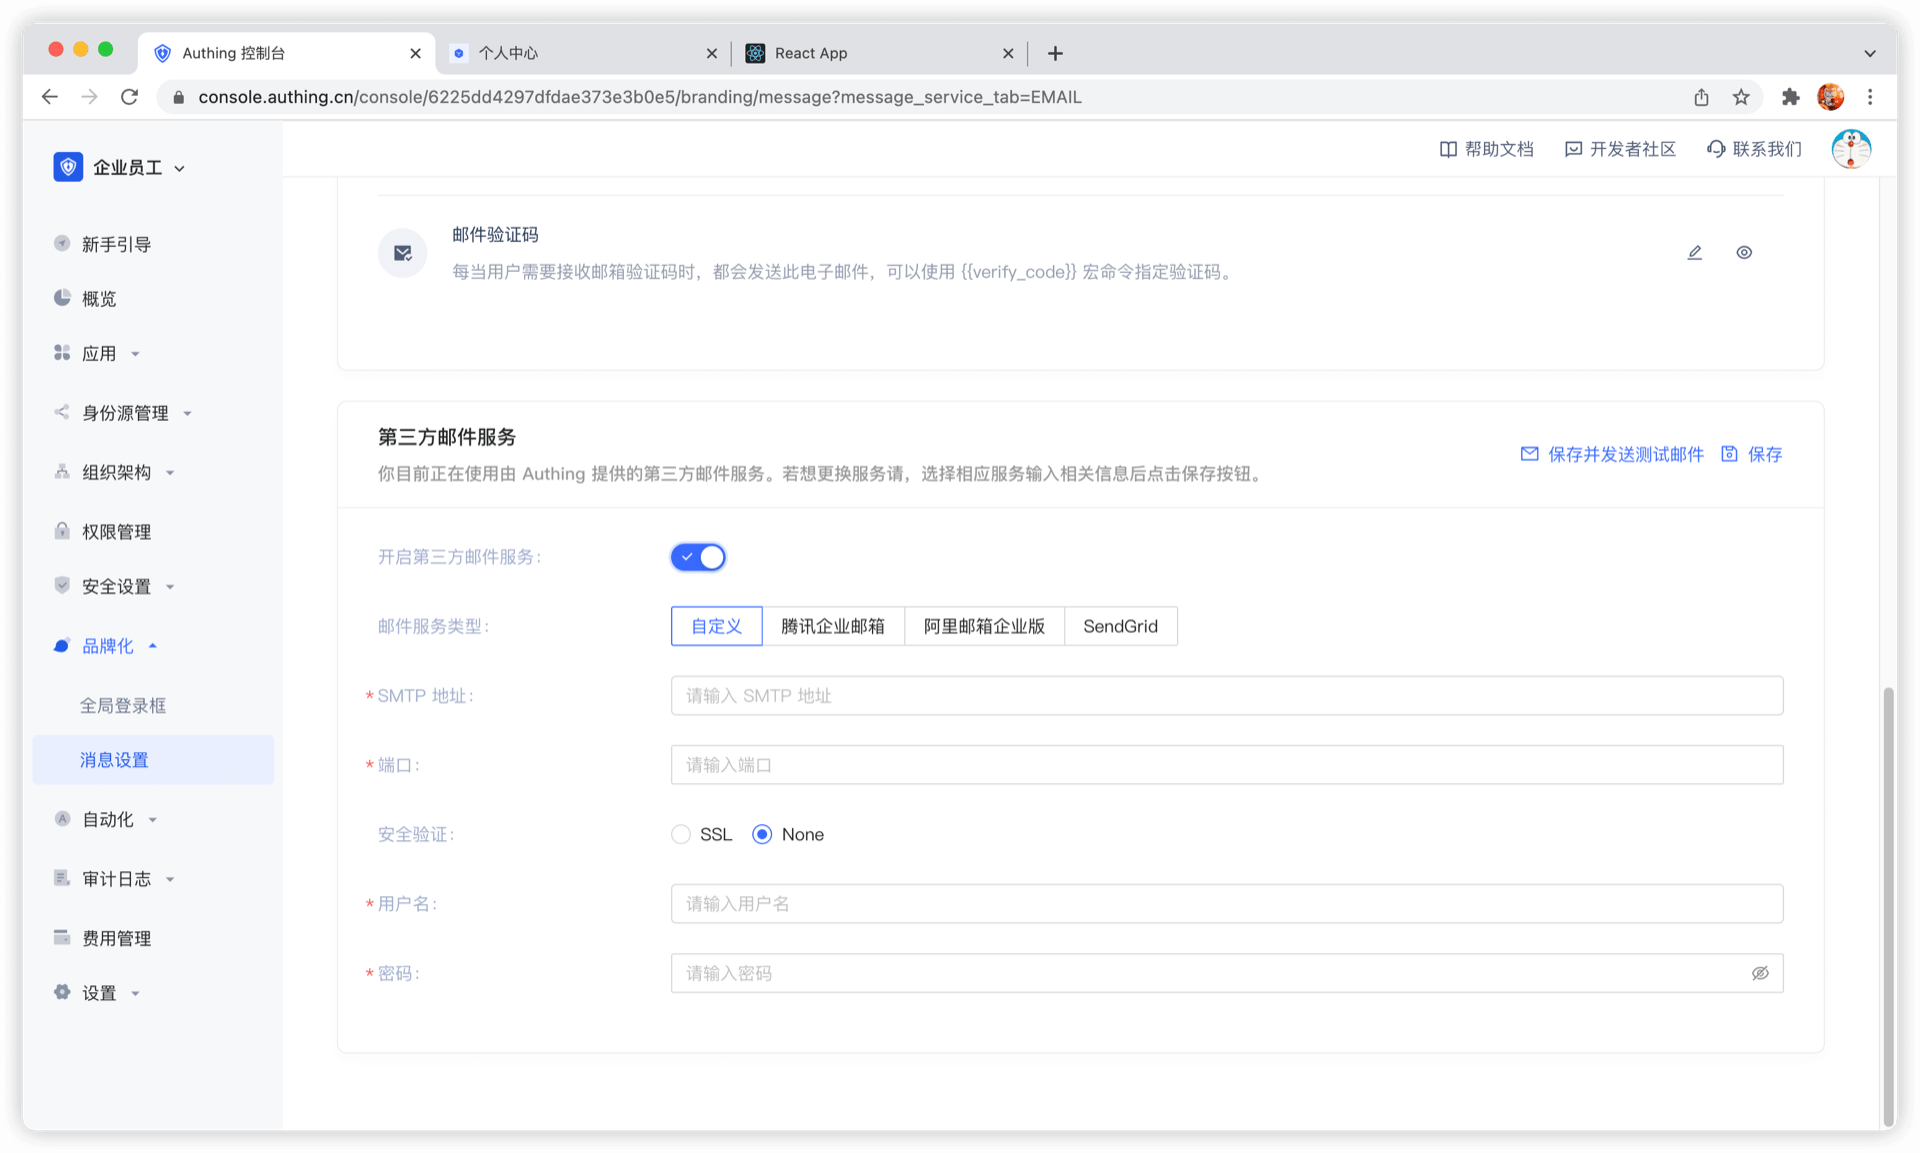 Authing 控制台
个人中心
React App
console.authing.cn/console/6225dd4297dfdae373e3b0e5/branding/message?message_service_tab=EMAIL
企业员工
帮助文档
开发者社区
联系我们
新手引导
概览
应用
身份源管理
组织架构
权限管理
安全设置
品牌化
全局登录框
消息设置
自动化
审计日志
费用管理
设置
邮件验证码
每当用户需要接收邮箱验证码时，都会发送此电子邮件，可以使用 {{verify_code}} 宏命令指定验证码。
第三方邮件服务
你目前正在使用由 Authing 提供的第三方邮件服务。若想更换服务请，选择相应服务输入相关信息后点击保存按钮。
保存并发送测试邮件
保存
开启第三方邮件服务:
邮件服务类型:
自定义
腾讯企业邮箱
阿里邮箱企业版
SendGrid
* SMTP 地址:
请输入 SMTP 地址
* 端口:
请输入端口
安全验证:
SSL
None
* 用户名:
请输入用户名
* 密码:
请输入密码